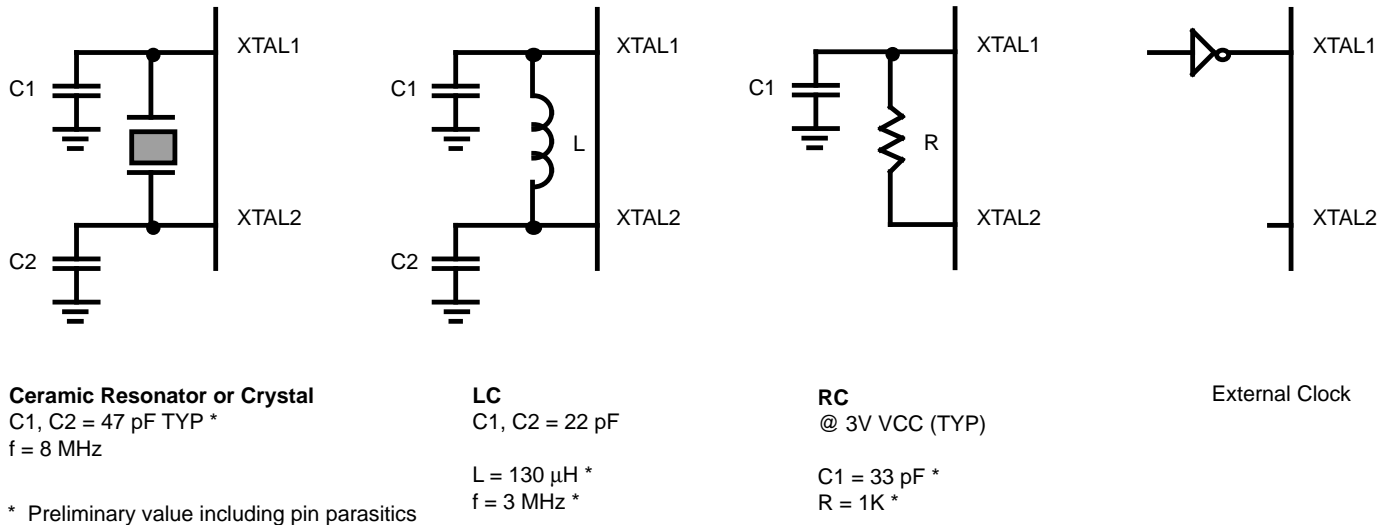 XTAL1
C1
XTAL2
C2
XTAL1
C1
L
XTAL2
C2
XTAL1
C1
R
XTAL2
XTAL1
XTAL2
Ceramic Resonator or Crystal
C1, C2 = 47 pF TYP *
f = 8 MHz
* Preliminary value including pin parasitics
LC
C1, C2 = 22 pF
L = 130 μH *
f = 3 MHz *
RC
@ 3V VCC (TYP)
C1 = 33 pF *
R = 1K *
External Clock